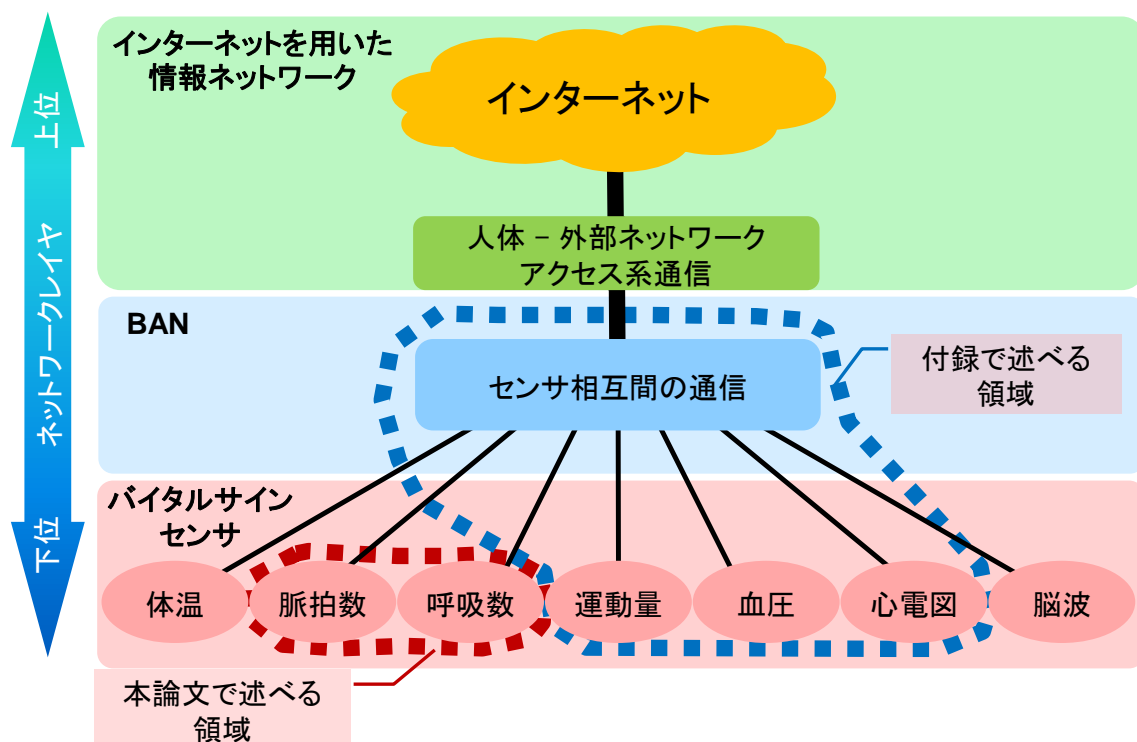 上位
ネットワークレイヤ
下位
インターネットを用いた
情報ネットワーク
インターネット
人体 － 外部ネットワーク
アクセス系通信
BAN
センサ相互間の通信
付録で述べる
領域
バイタルサイン
センサ
体温
脈拍数
呼吸数
運動量
血圧
心電図
脳波
本論文で述べる
領域